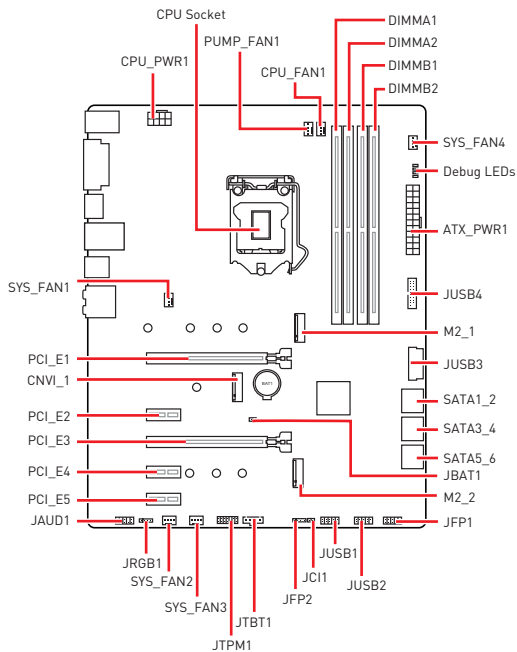 CPU Socket
DIMMA1
PUMP_FAN1
DIMMA2
CPU_PWR1
DIMMB1
CPU_FAN1
DIMMB2
SYS_FAN4
Debug LEDs
ATX_PWR1
SYS_FAN1
JUSB4
M2_1
PCI_E1
JUSB3
CNVI_1
BAT1
SATA1_2
PCI_E2
SATA3_4
PCI_E3
SATA5_6
PCI_E4
JBAT1
PCI_E5
M2_2
JAUD1
JFP1
JRGB1
JUSB1
SYS_FAN2
JCI1
JUSB2
SYS_FAN3
JFP2
JTBT1
JTPM1